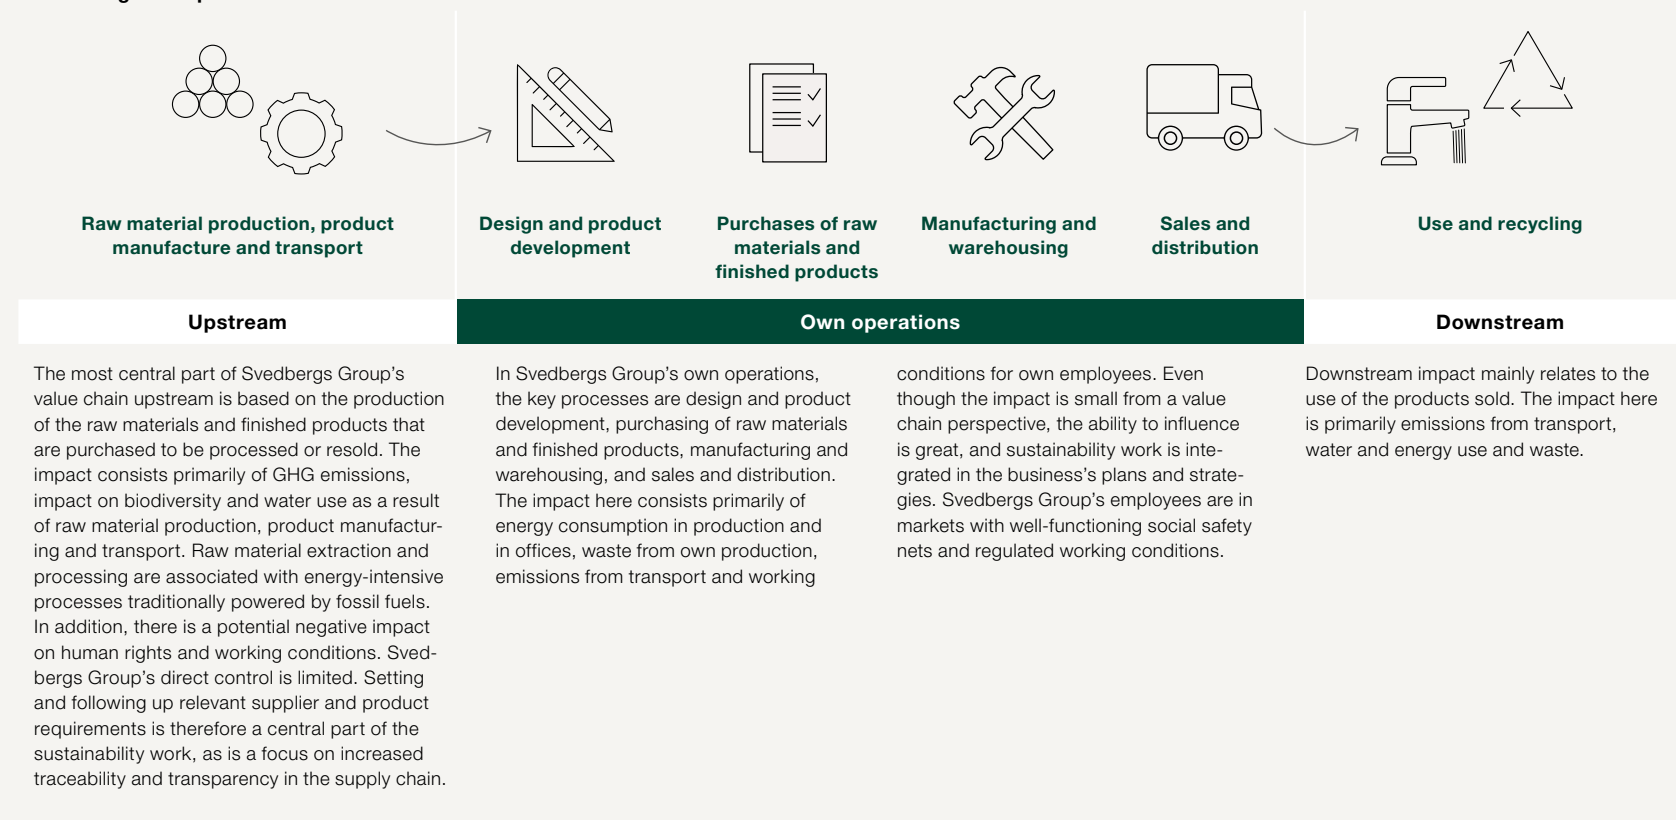 Raw material production, product
manufacture and transport
Design and product
development
Purchases of raw
materials and
finished products
Manufacturing and
warehousing
Sales and
distribution
Use and recycling
Upstream
Own operations
Downstream
The most central part of Svedbergs Group’s
value chain upstream is based on the production
of the raw materials and finished products that
are purchased to be processed or resold. The
impact consists primarily of GHG emissions,
impact on biodiversity and water use as a result
of raw material production, product manufactur-
ing and transport. Raw material extraction and
processing are associated with energy-intensive
processes traditionally powered by fossil fuels.
In addition, there is a potential negative impact
on human rights and working conditions. Sved-
bergs Group’s direct control is limited. Setting
and following up relevant supplier and product
requirements is therefore a central part of the
sustainability work, as is a focus on increased
traceability and transparency in the supply chain.
In Svedbergs Group’s own operations,
the key processes are design and product
development, purchasing of raw materials
and finished products, manufacturing and
warehousing, and sales and distribution.
The impact here consists primarily of
energy consumption in production and
in offices, waste from own production,
emissions from transport and working
conditions for own employees. Even
though the impact is small from a value
chain perspective, the ability to influence
is great, and sustainability work is inte-
grated in the business’s plans and strate-
gies. Svedbergs Group’s employees are in
markets with well-functioning social safety
nets and regulated working conditions.
Downstream impact mainly relates to the
use of the products sold. The impact here
is primarily emissions from transport,
water and energy use and waste.